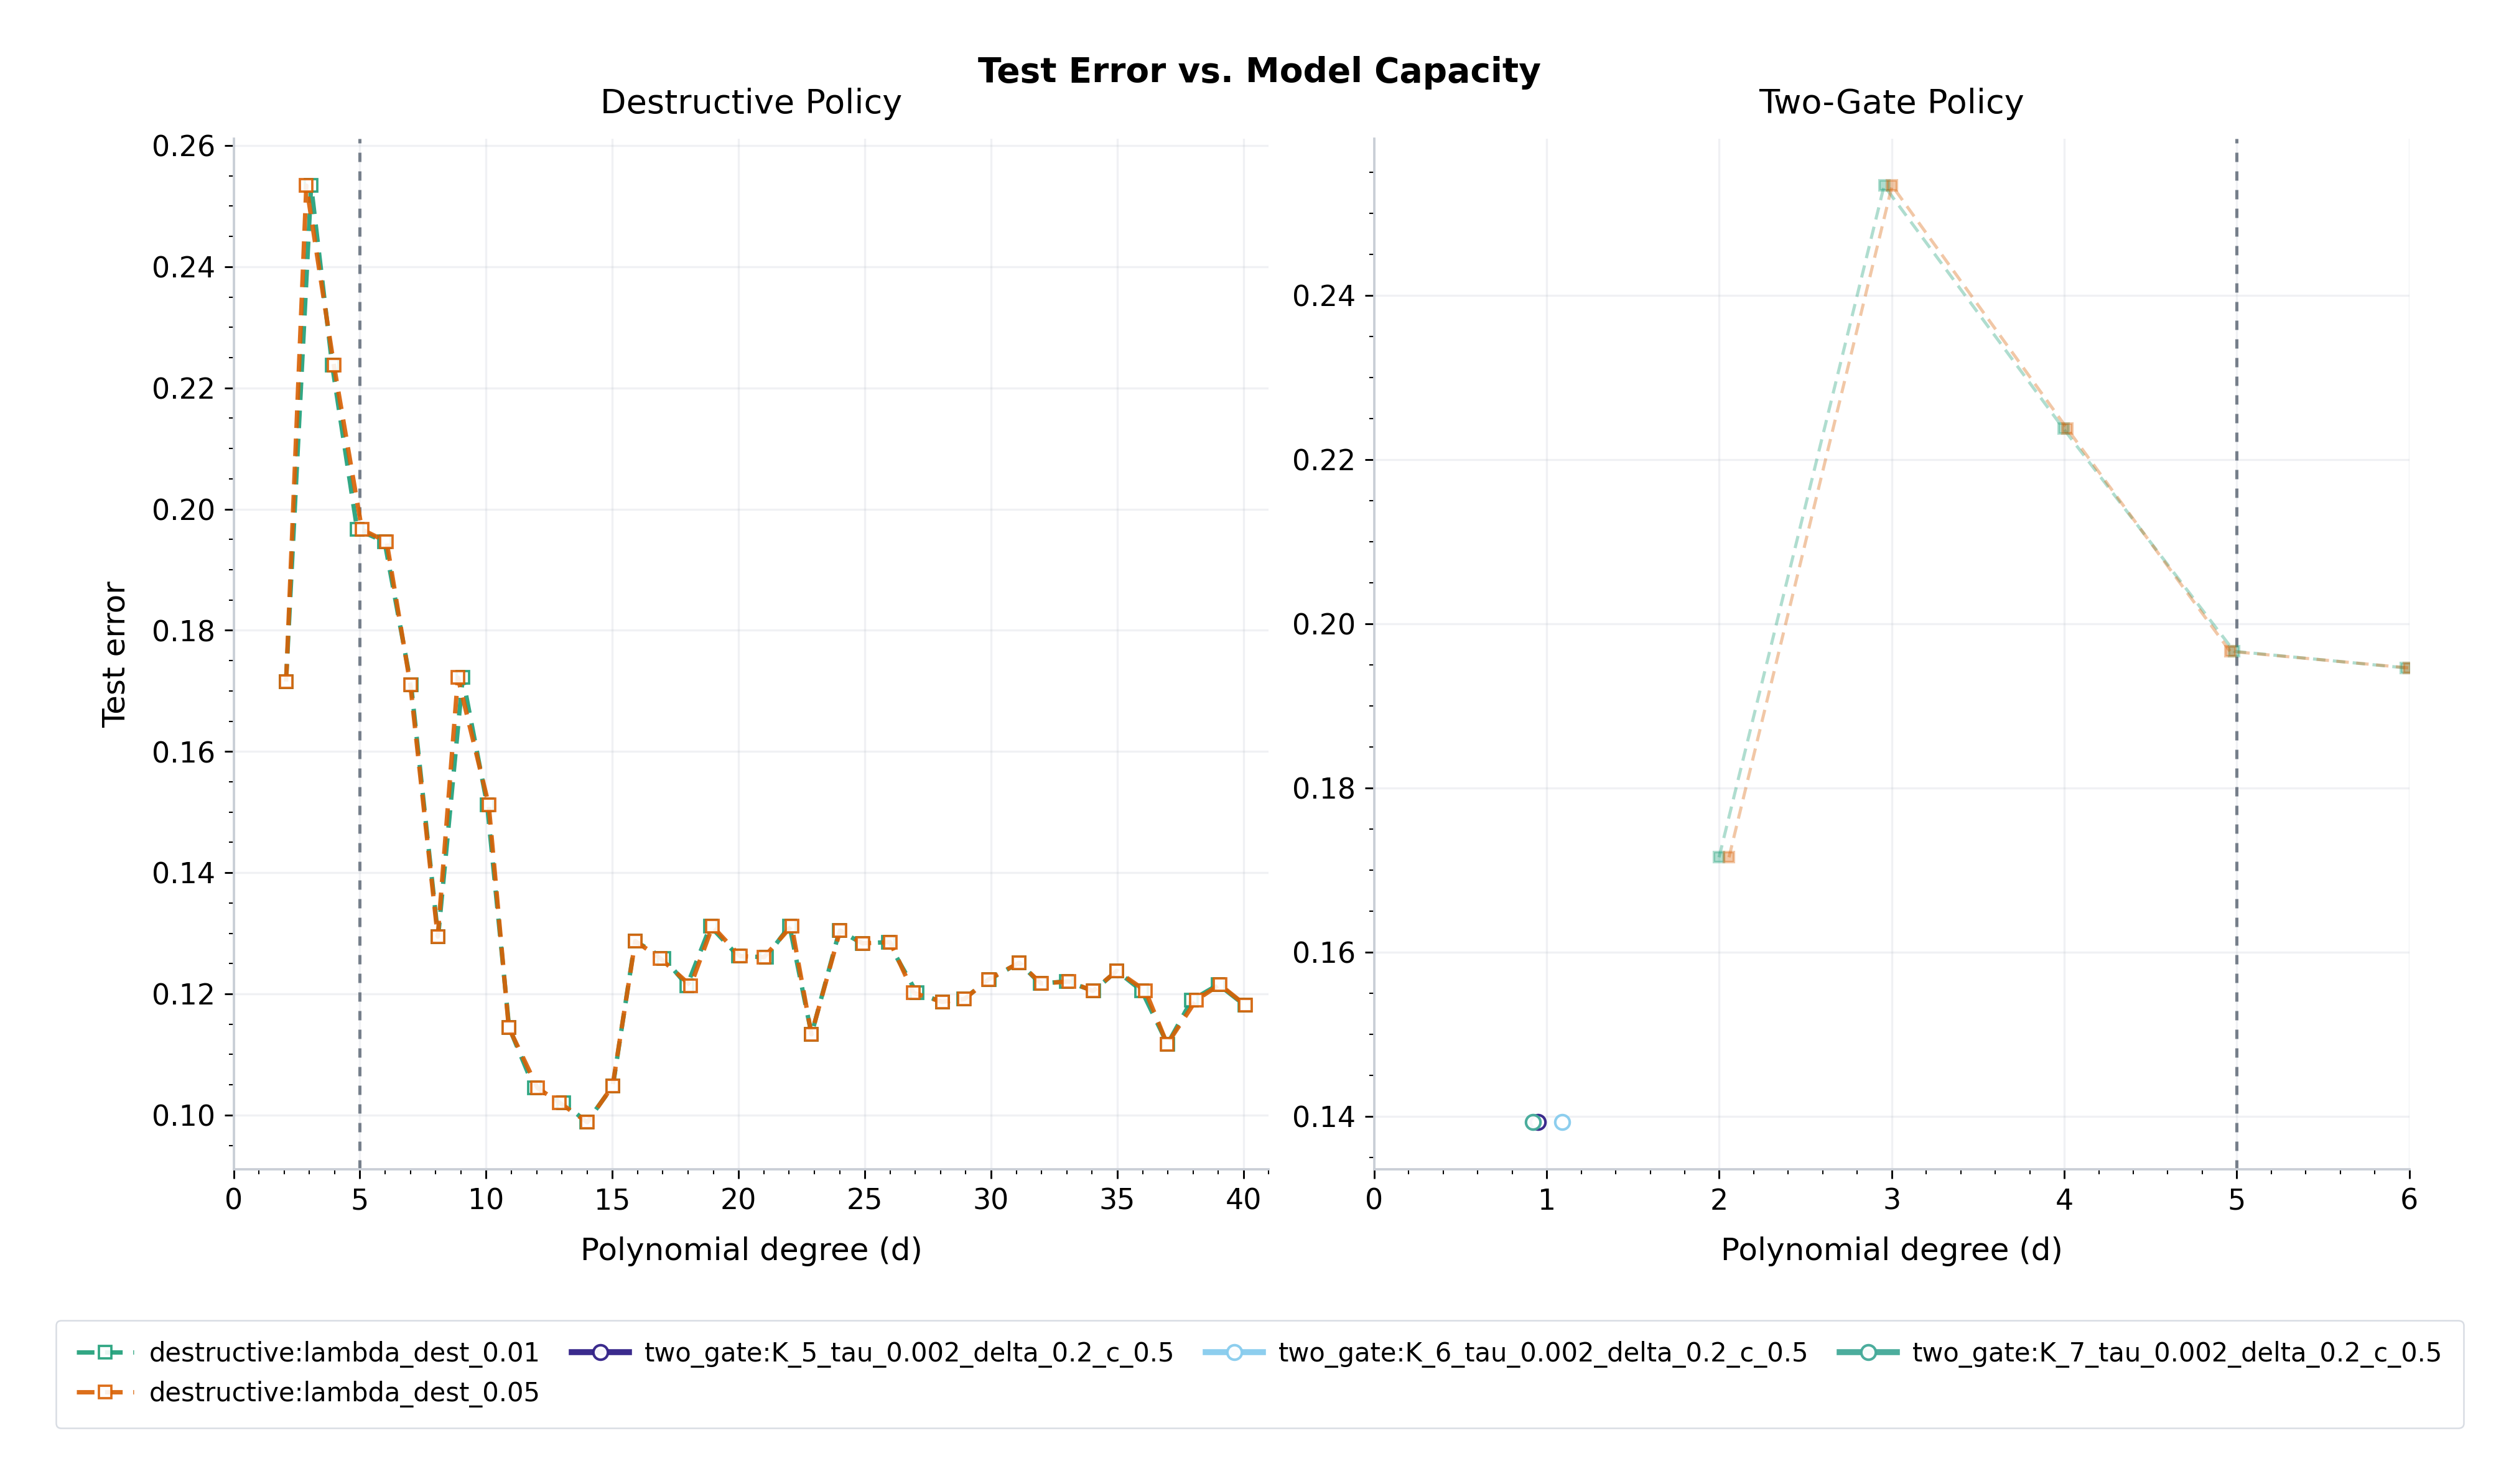 Test Error vs. Model Capacity
Destructive Policy
Two-Gate Policy
Test error
0.26
0.24
0.22
0.20
0.18
0.16
0.14
0.12
0.10
0 5 10 15 20 25 30 35 40
Polynomial degree (d)
0.24
0.22
0.20
0.18
0.16
0.14
0 1 2 3 4 5 6
Polynomial degree (d)
destructive:lambda_dest_0.01
destructive:lambda_dest_0.05
two_gate:K_5_tau_0.002_delta_0.2_c_0.5
two_gate:K_6_tau_0.002_delta_0.2_c_0.5
two_gate:K_7_tau_0.002_delta_0.2_c_0.5